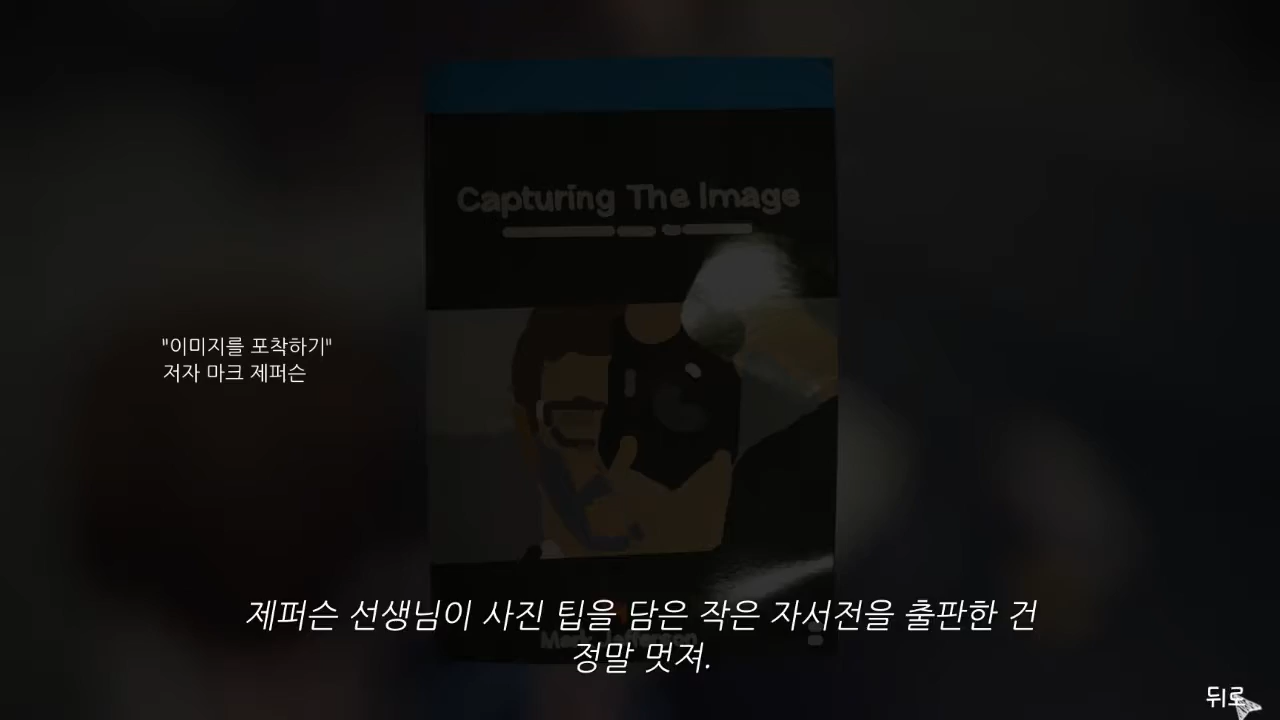 Capturing The Image
"이미지를 포착하기"
저자 마크 제퍼슨
제퍼슨 선생님이 사진 팁을 담은 작은 자서전을 출판한 건
정말 멋져.
Mark Jefferson
뒤로